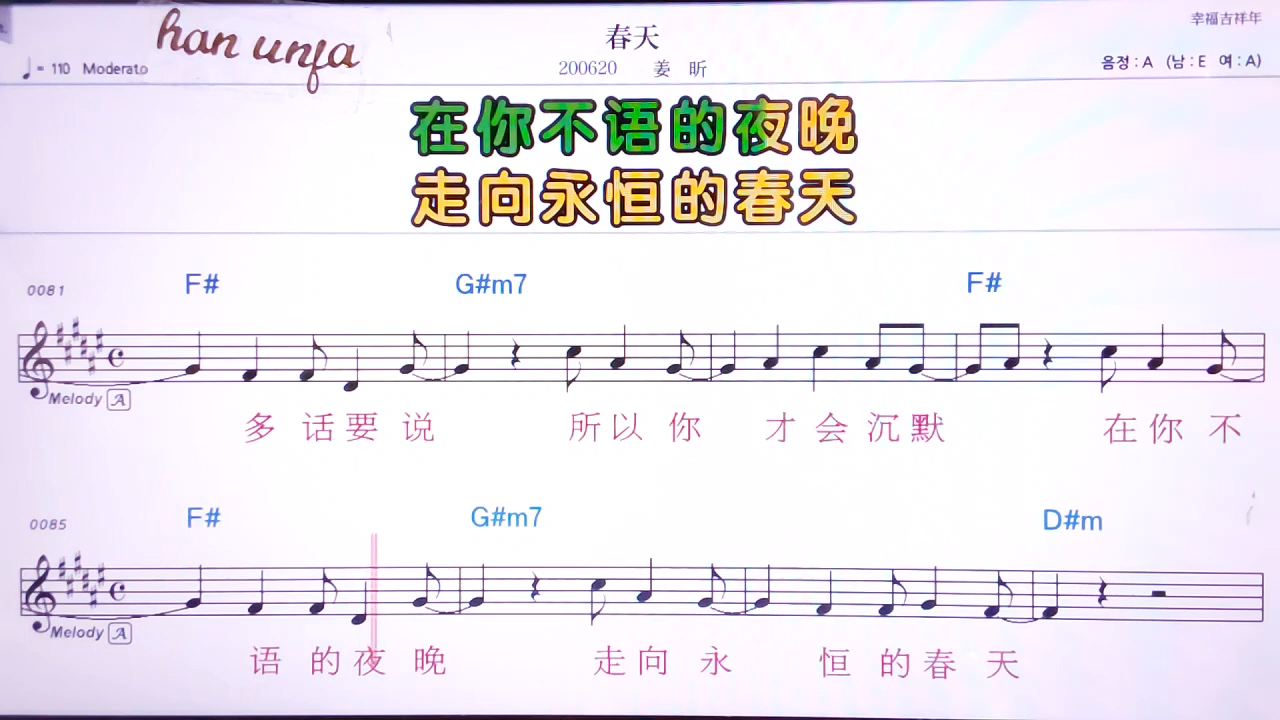 han unfa
春天
幸福吉祥年
♩= 110 Moderato
200620 姜 昕
음정 : A (남 : E 여 : A)
在你不语的夜晚
走向永恒的春天
0081
F# G#m7 F#
Melody A
多 话 要 说 所 以 你 才 会 沉 默 在 你 不
0085
F# G#m7 D#m
Melody A
语 的 夜 晚 走 向 永 恒 的 春 天